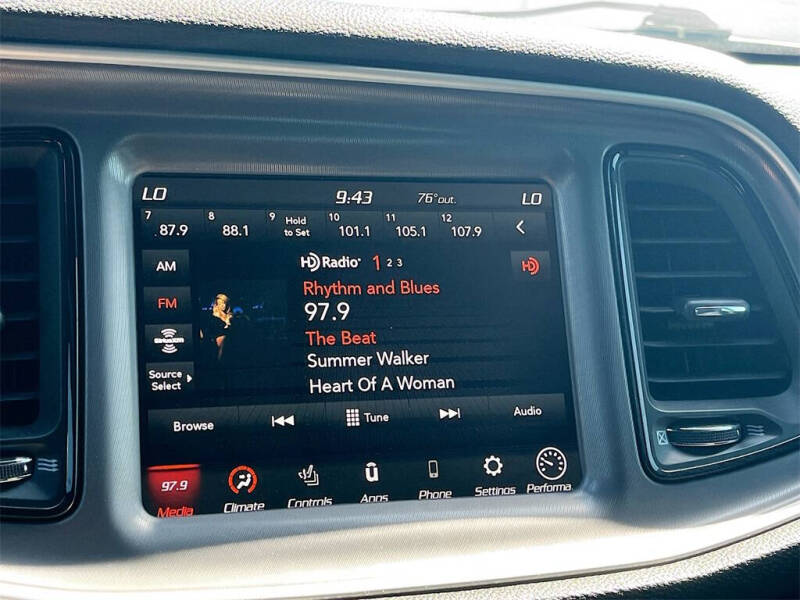 LO 9:43 76°out. LO
7 87.9 8 88.1 9 Hold to Set 10 101.1 11 105.1 12 107.9
AM
HD Radio 1 2 3
HD
Rhythm and Blues
FM
97.9
The Beat
SiriusXM
Summer Walker
Source Select
Heart Of A Woman
Browse
Tune
Audio
97.9
Media
Climate
Controls
Apps
Phone
Settings
Performa